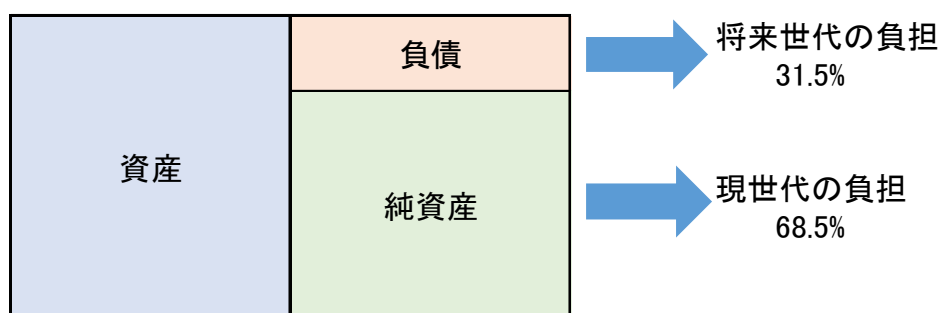 資産
負債
純資産
将来世代の負担
31.5%
現世代の負担
68.5%